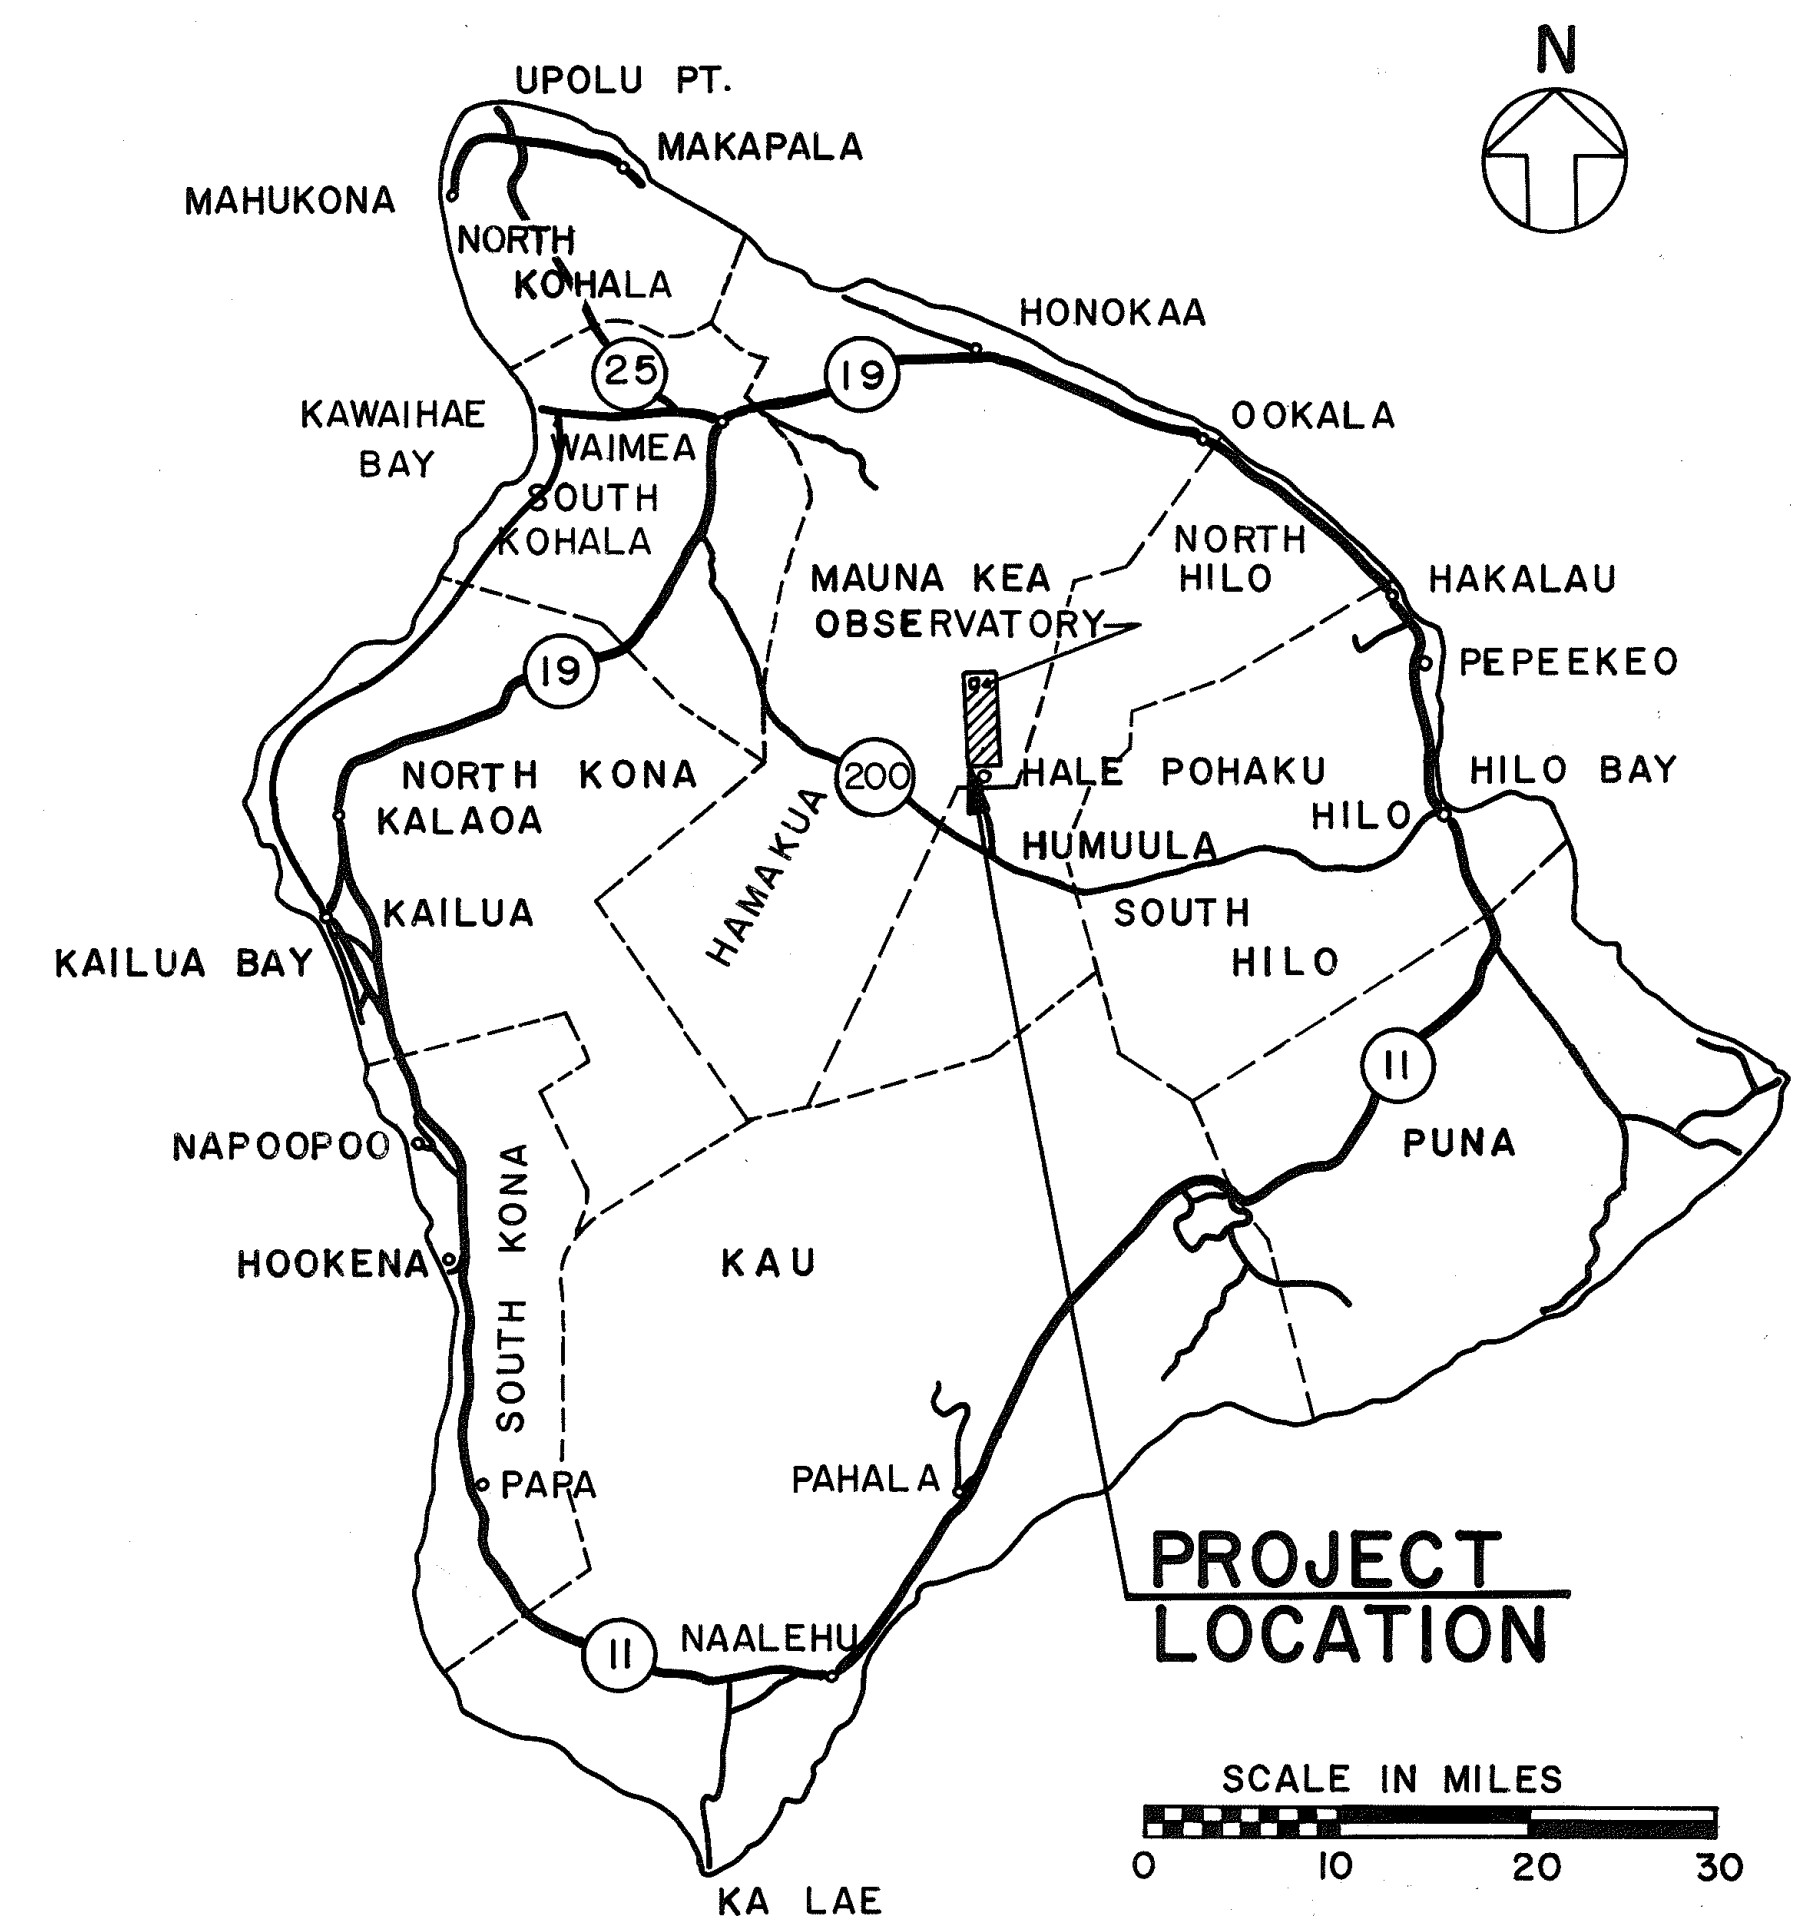 N
UPOLU PT.
MAKAPALA
MAHUKONA
NORTH
KOHALA
HONOKAA
25
19
KAWAIHAE
BAY
OOKALA
WAIMEA
SOUTH
KOHALA
NORTH
HILO
MAUNA KEA
OBSERVATORY
HAKALAU
PEPEEKEO
19
NORTH KONA
KALAOA
200
HALE POHAKU
HILO BAY
HILO
HAMAKUA
HUMUULA
KAILUA
SOUTH
HILO
KAILUA BAY
11
NAPOOPOO
PUNA
SOUTH KONA
HOOKENA
KAU
PAPA
PAHALA
PROJECT
LOCATION
11
NAALEHU
SCALE IN MILES
0 10 20 30
KA LAE